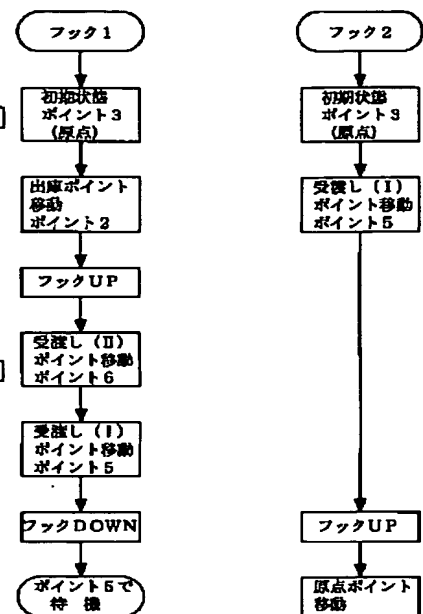 フック1
初期状態
ポイント3
(原点)
出庫ポイント
移動
ポイント2
フックUP
受渡し(Ⅱ)
ポイント移動
ポイント6
受渡し(Ⅰ)
ポイント移動
ポイント5
フックDOWN
ポイント5で
待機
フック2
初期状態
ポイント3
(原点)
受渡し(Ⅰ)
ポイント移動
ポイント5
フックUP
原点ポイント
移動